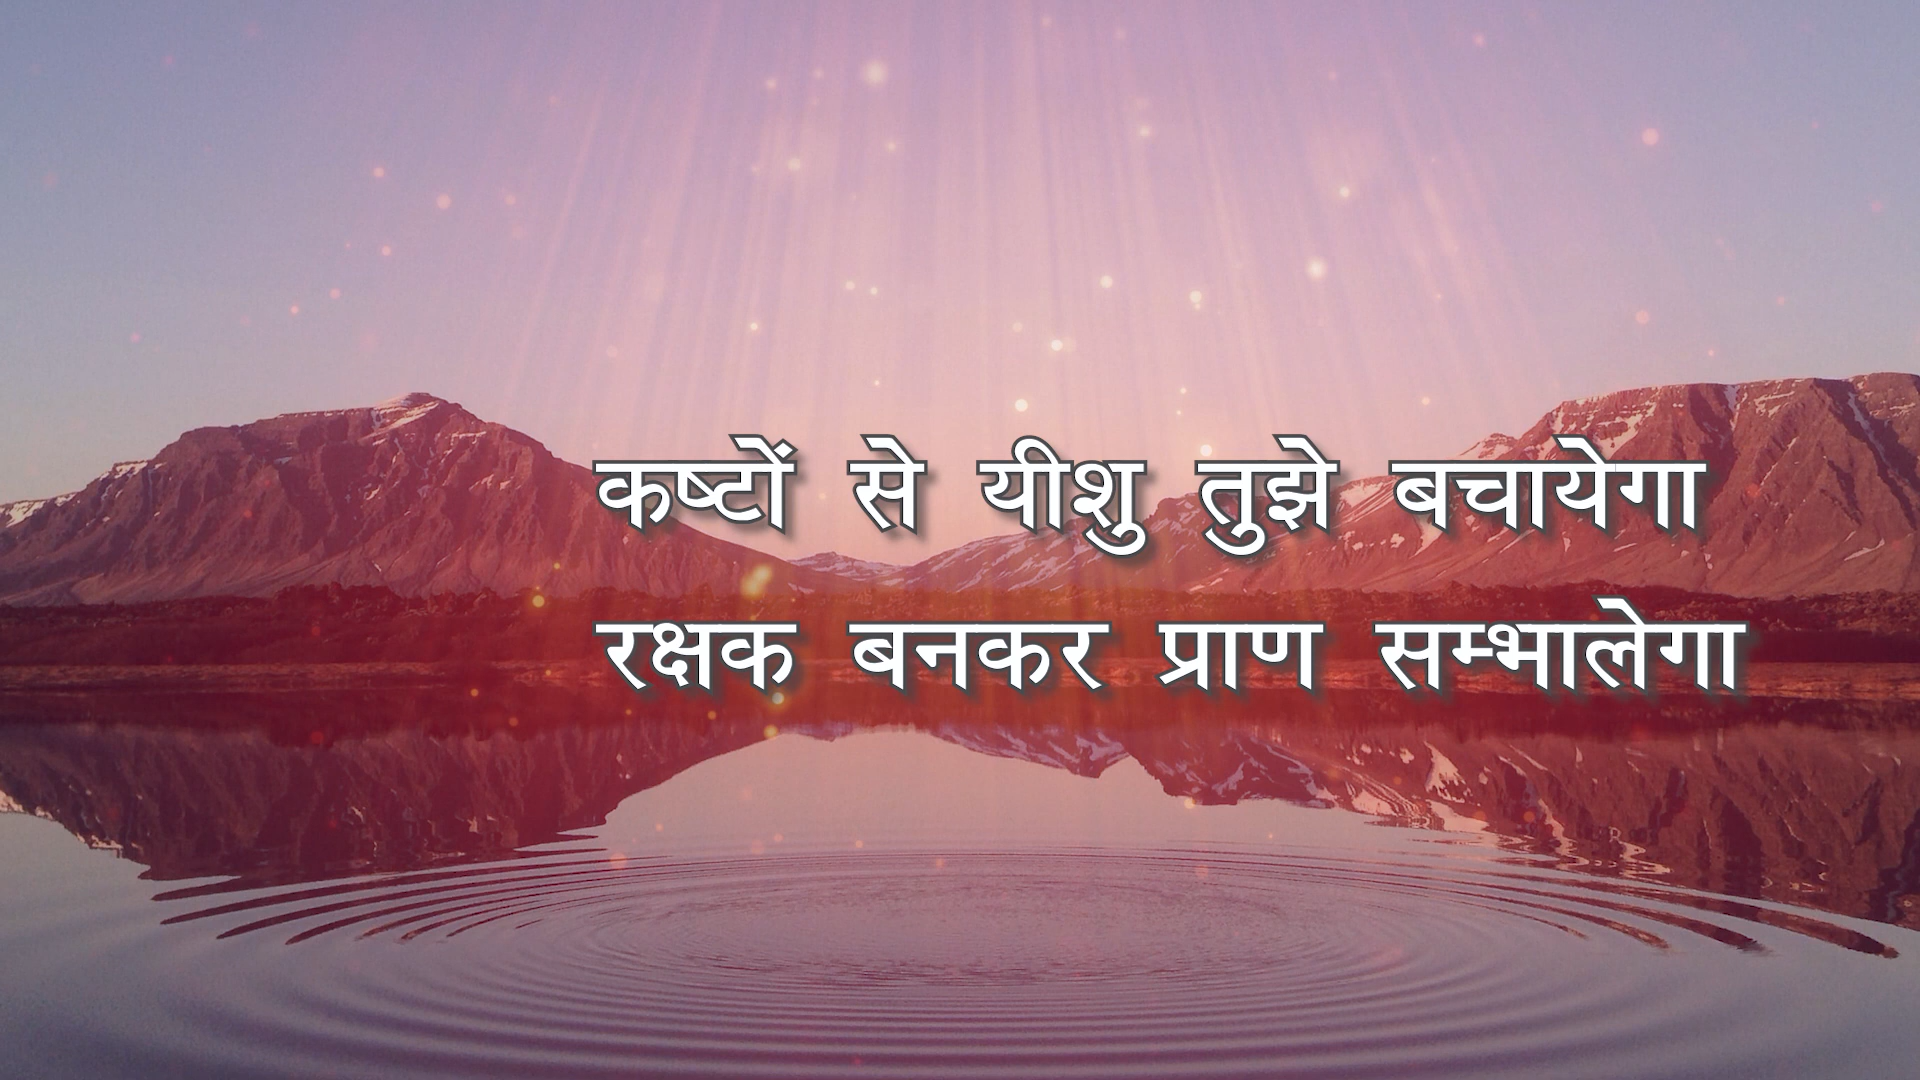 कष्टों से यीशु तुझे बचायेगा
रक्षक बनकर प्राण सम्भालेगा